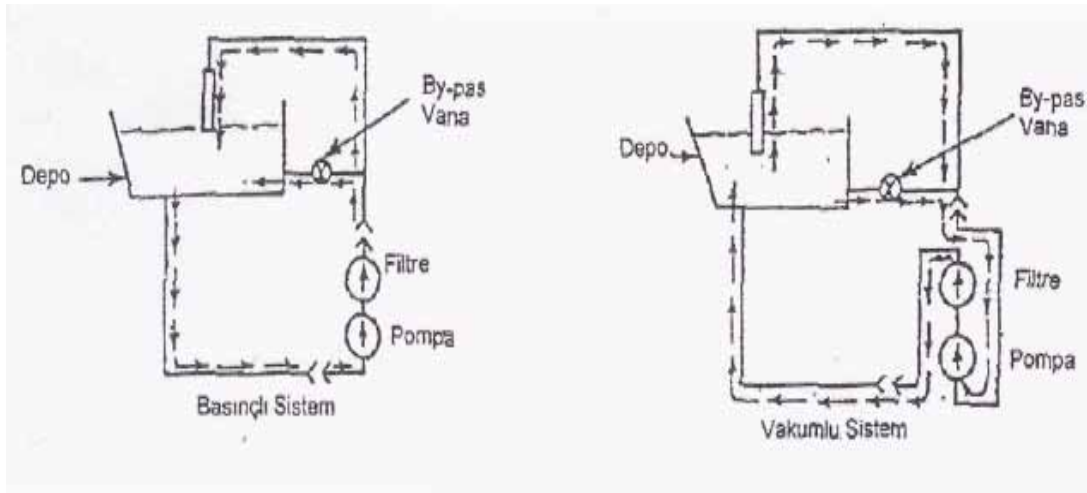 By-pas
Vana
Depo
Filtre
Pompa
Basınçlı Sistem
By-pas
Vana
Depo
Filtre
Pompa
Vakumlu Sistem